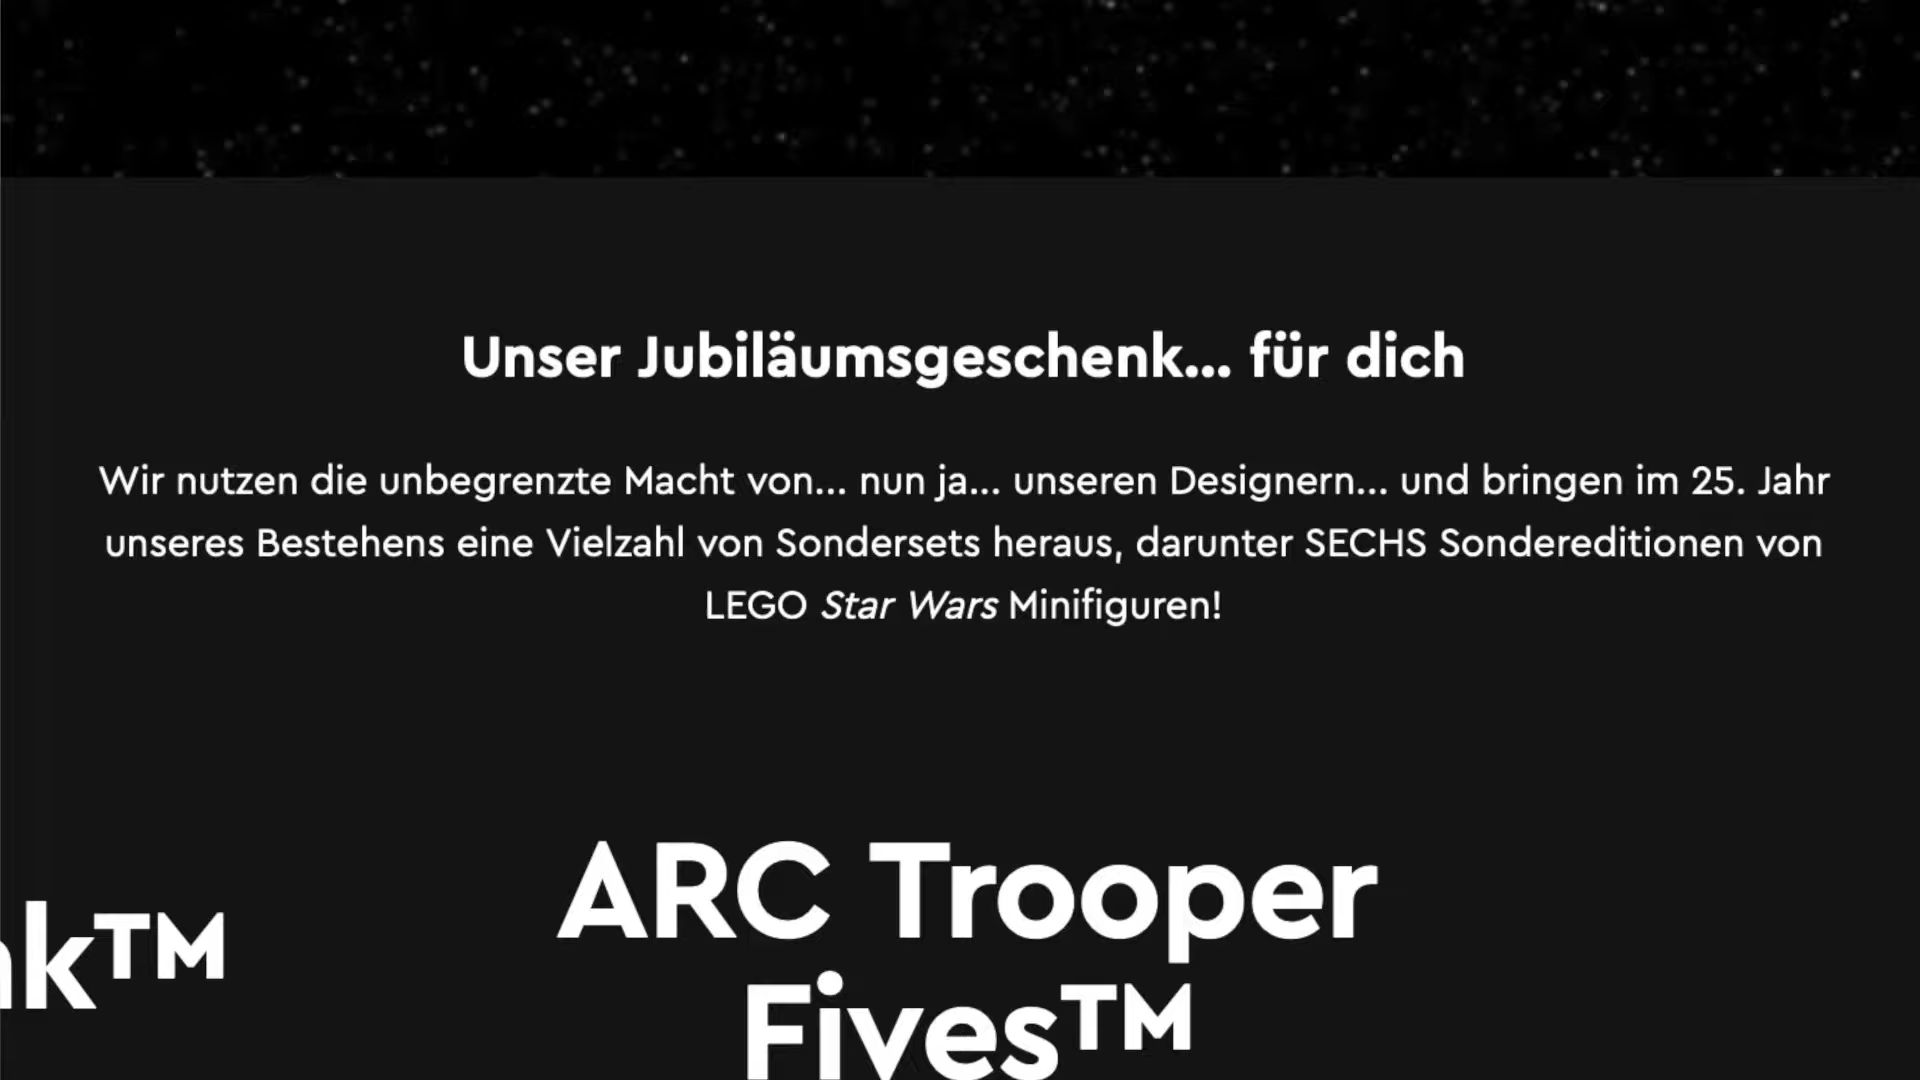 Unser Jubiläumsgeschenk... für dich
Wir nutzen die unbegrenzte Macht von... nun ja... unseren Designern... und bringen im 25. Jahr
unseres Bestehens eine Vielzahl von Sondersets heraus, darunter SECHS Sondereditionen von
LEGO Star Wars Minifiguren!
ARC Trooper
Fives™